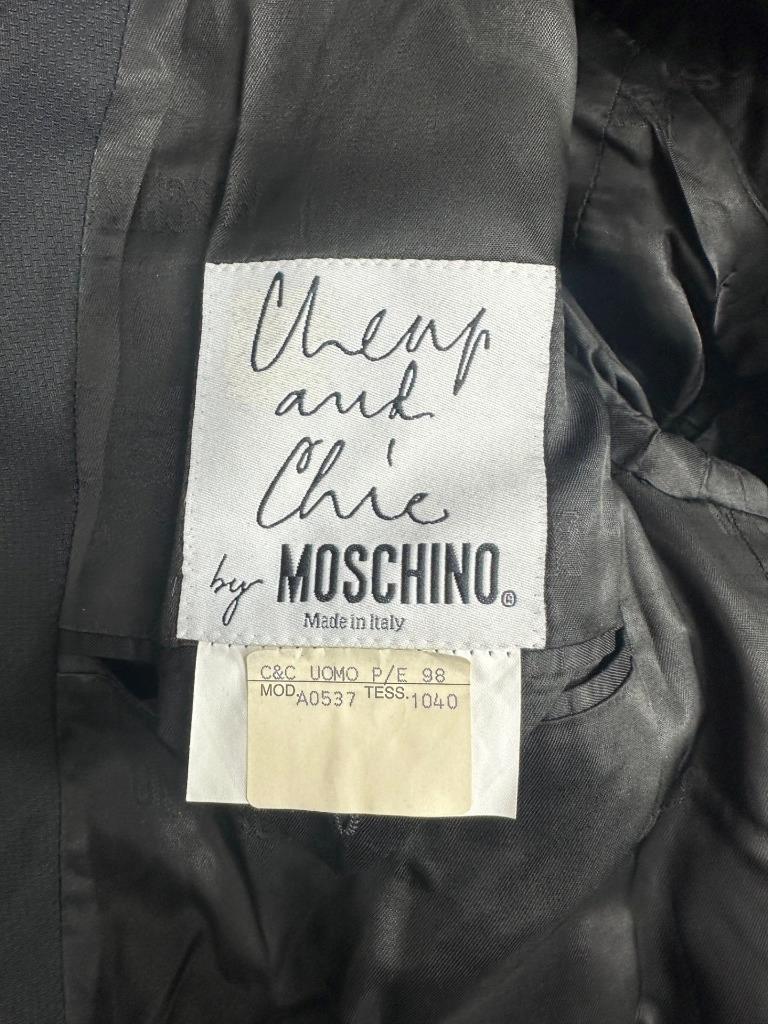 Cheap
and
Chic
by MOSCHINO®
Made in Italy
C&C UOMO P/E 98
MOD. A0537 TESS. 1040